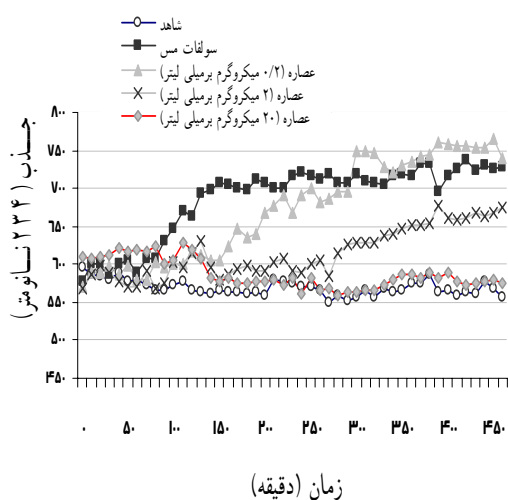 شاهد
سولفات مس
عصاره (۰/۲ میکروگرم برمیلی لیتر)
عصاره (۲ میکروگرم برمیلی لیتر)
عصاره (۲۰ میکروگرم برمیلی لیتر)
جذب (۲۳۴ نانومتر)
۸۰۰
۷۵۰
۷۰۰
۶۵۰
۶۰۰
۵۵۰
۵۰۰
۴۵۰
۰ ۵۰ ۱۰۰ ۱۵۰ ۲۰۰ ۲۵۰ ۳۰۰ ۳۵۰ ۴۰۰ ۴۵۰
زمان (دقیقه)